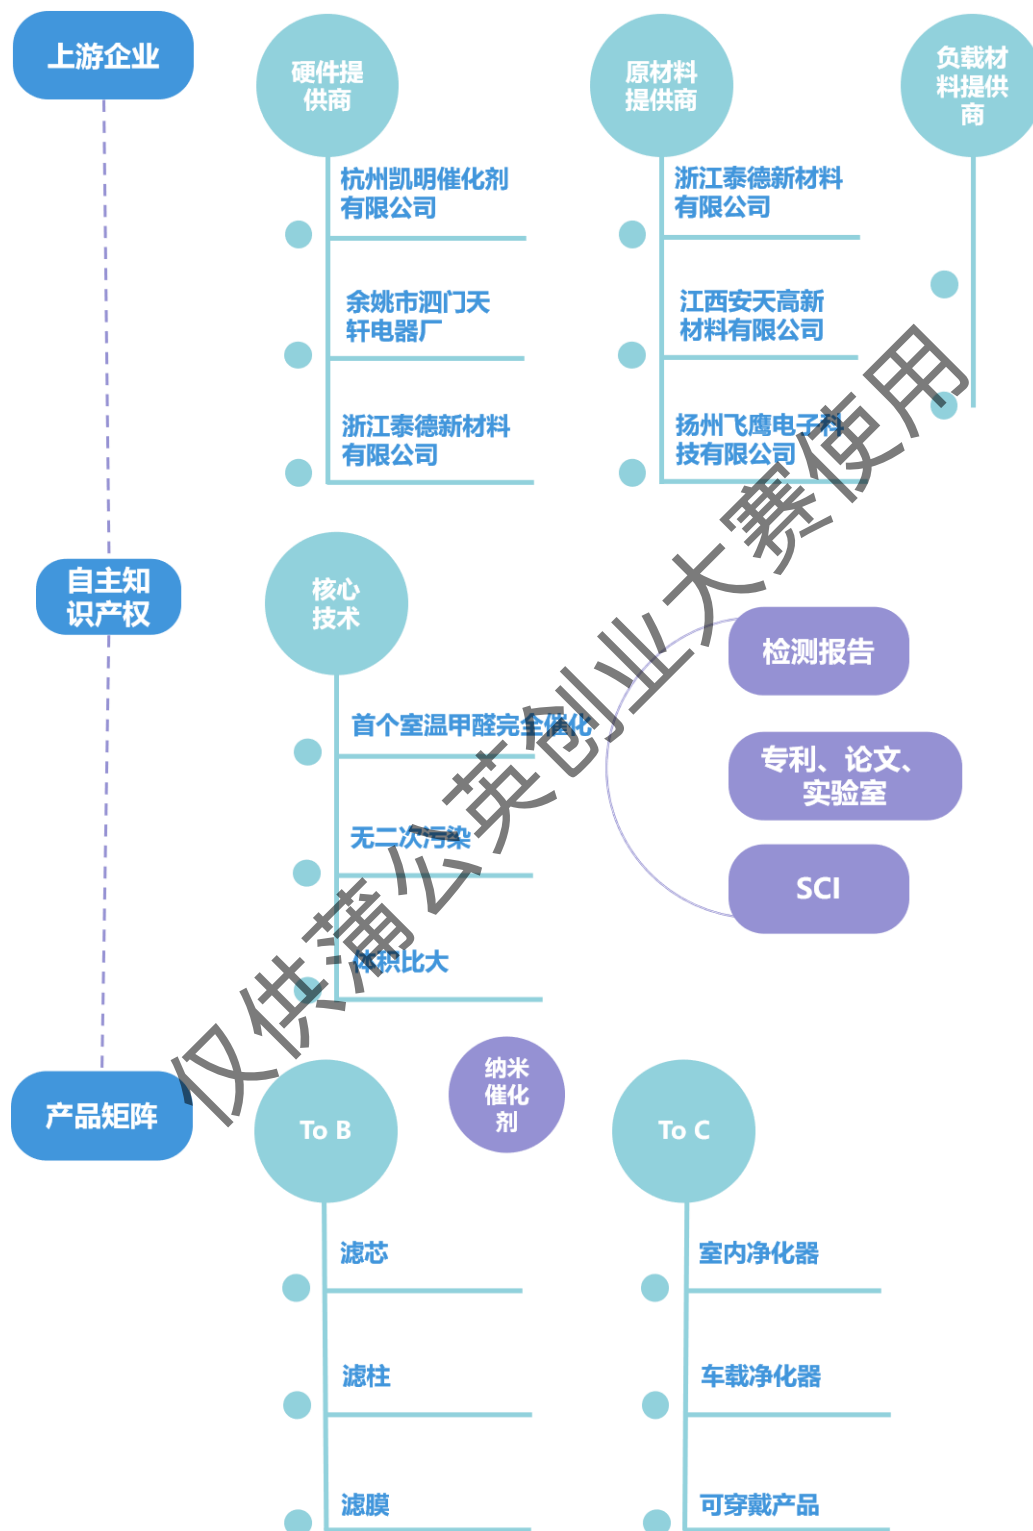 上游企业
硬件提
供商
原材料
提供商
负载材
料提供
商
杭州凯明催化剂
有限公司
浙江泰德新材料
有限公司
余姚市泗门天
轩电器厂
江西安天高新
材料有限公司
浙江泰德新材料
有限公司
扬州飞鹰电子科
技有限公司
自主知
识产权
核心
技术
检测报告
首个室温甲醛完全催化
专利、论文、
实验室
无二次污染
SCI
体积比大
纳米
催化
剂
产品矩阵
To B
To C
滤芯
室内净化器
滤柱
车载净化器
滤膜
可穿戴产品
仅供蒲公英创业大赛使用